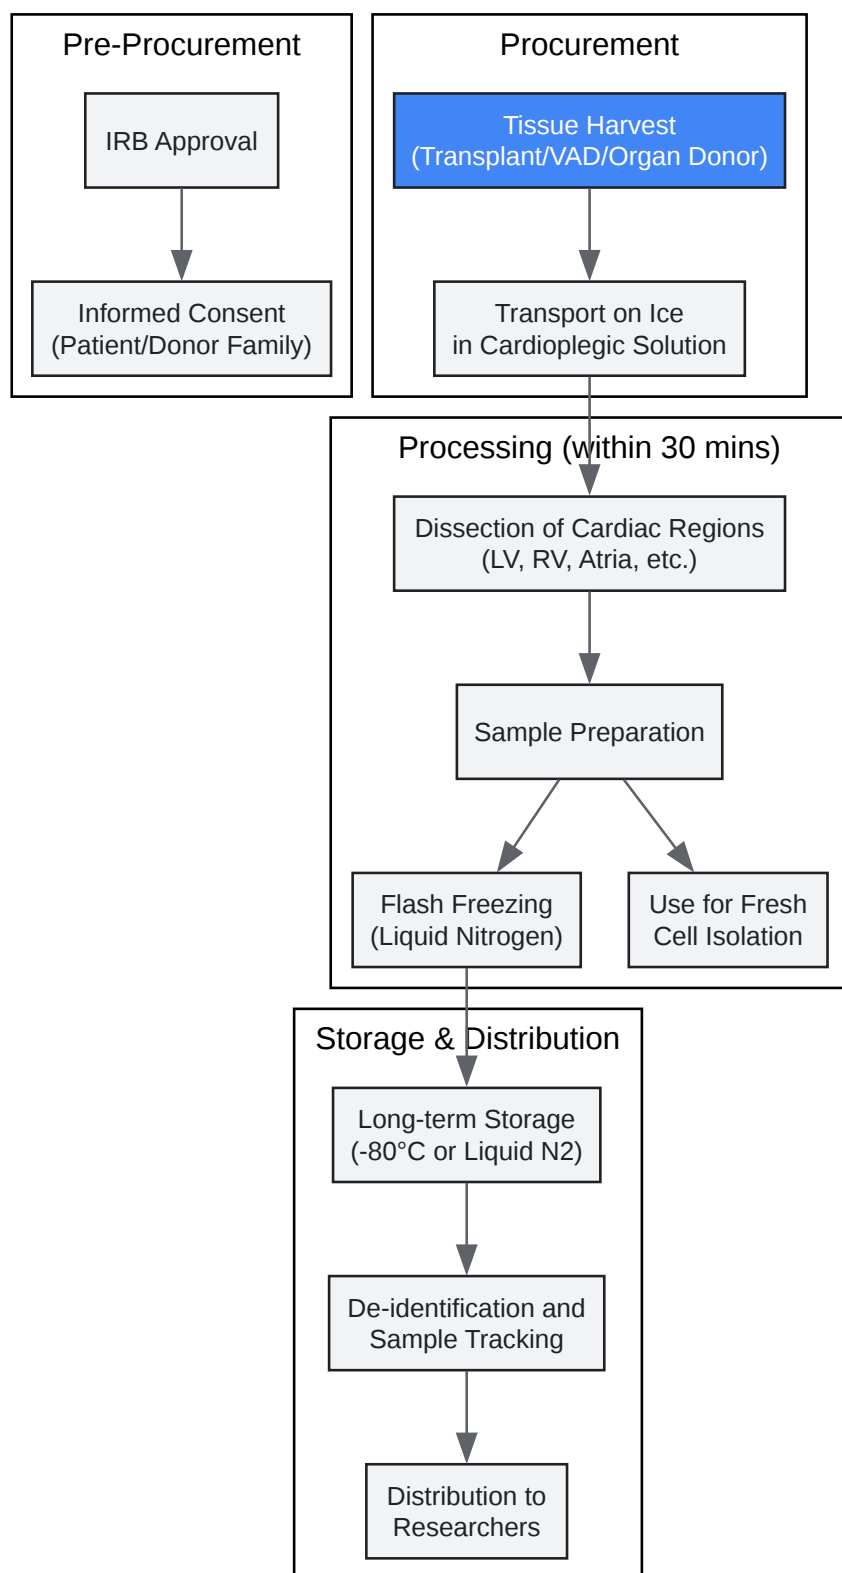 Pre-Procurement
IRB Approval
Informed Consent
(Patient/Donor Family)
Procurement
Tissue Harvest
(Transplant/VAD/Organ Donor)
Transport on Ice
in Cardioplegic Solution
Processing (within 30 mins)
Dissection of Cardiac Regions
(LV, RV, Atria, etc.)
Sample Preparation
Flash Freezing
(Liquid Nitrogen)
Use for Fresh
Cell Isolation
Storage & Distribution
Long-term Storage
(-80°C or Liquid N2)
De-identification and
Sample Tracking
Distribution to
Researchers